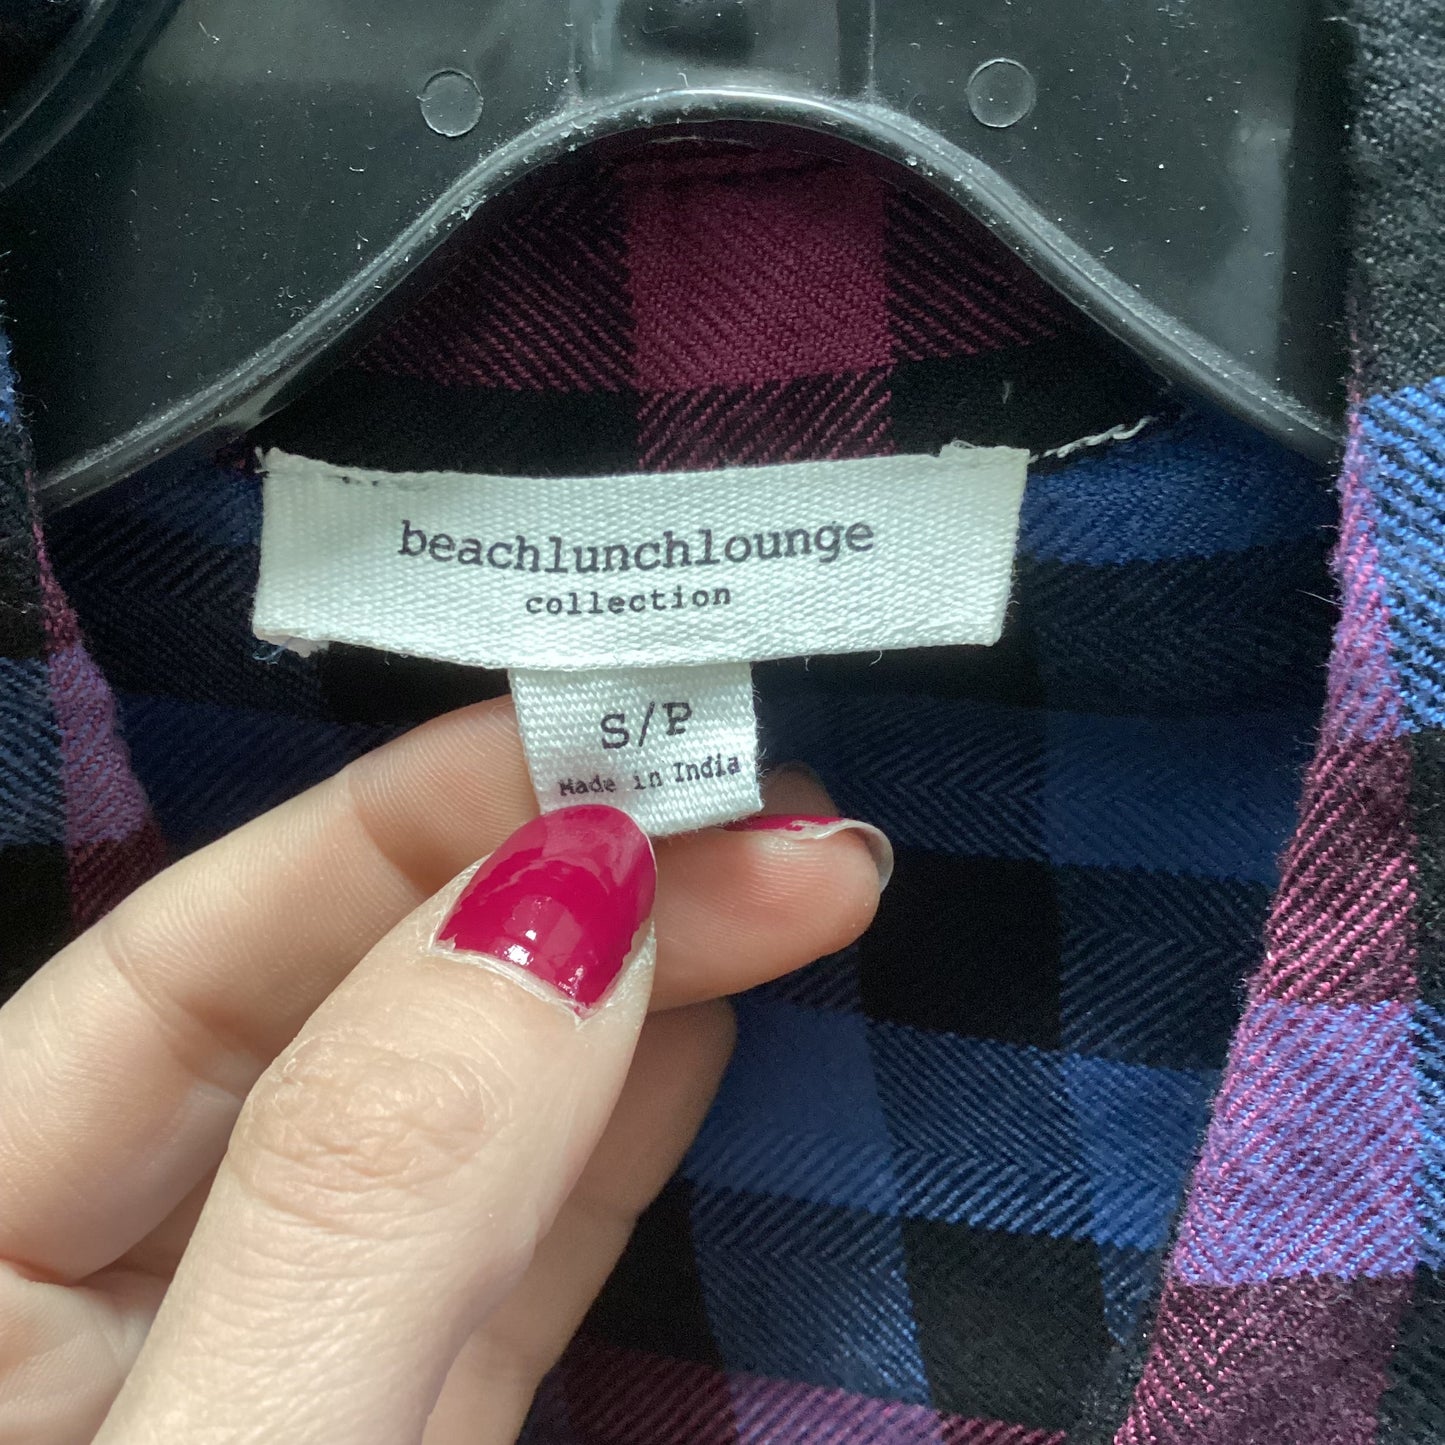 beachlunchlounge
collection
S/P
Made in India